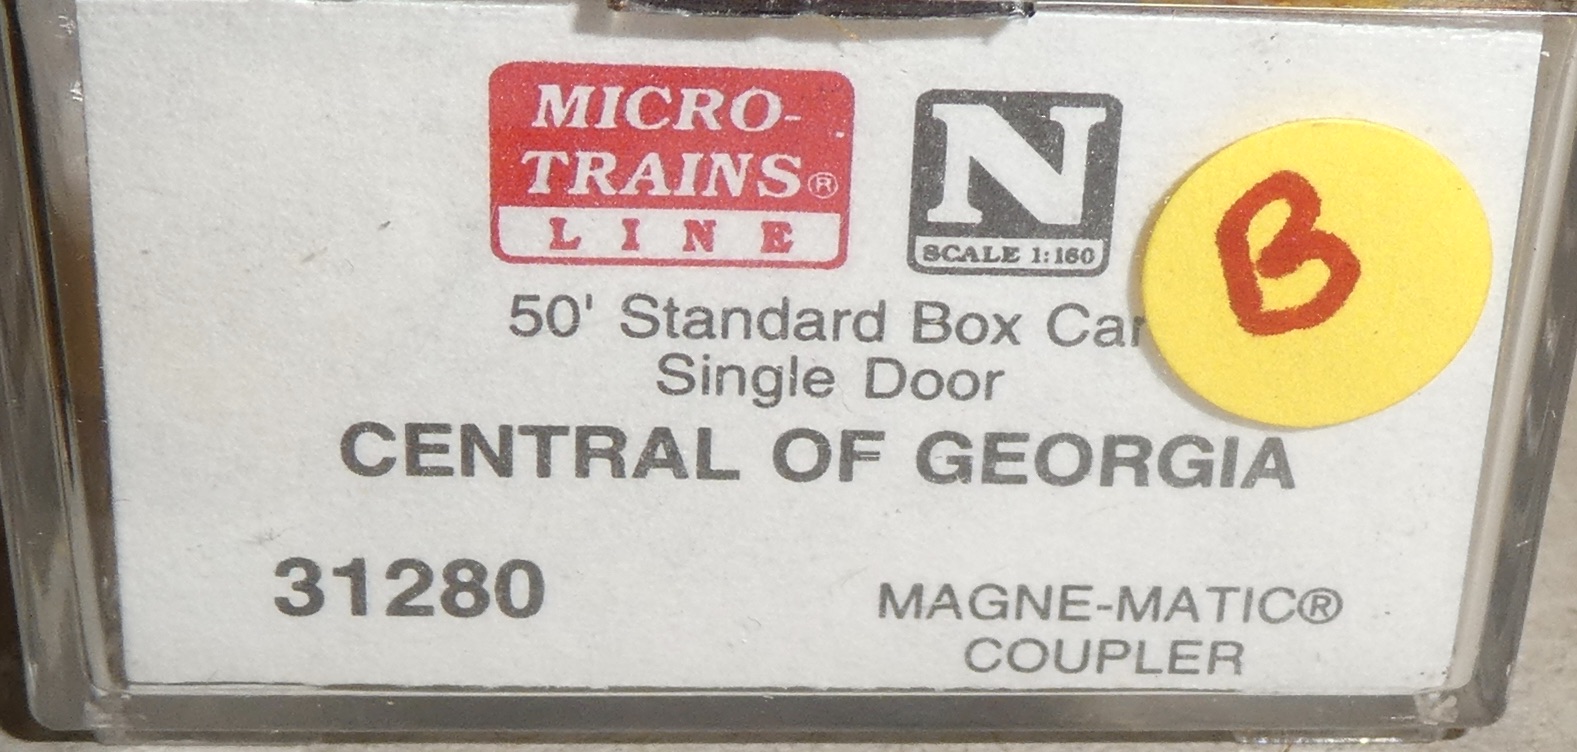 MICRO-
TRAINS®
LINE
N
SCALE 1:160
B
50' Standard Box Car
Single Door
CENTRAL OF GEORGIA
31280
MAGNE-MATIC®
COUPLER